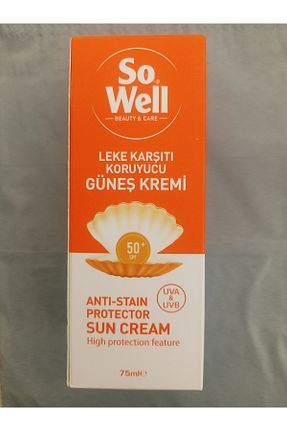 So
Well
BEAUTY & CARE
LEKE KARŞITI
KORUYUCU
GÜNEŞ KREMİ
50+
SPF
UVA
&
UVB
ANTI-STAIN
PROTECTOR
SUN CREAM
High protection feature
75ml℮